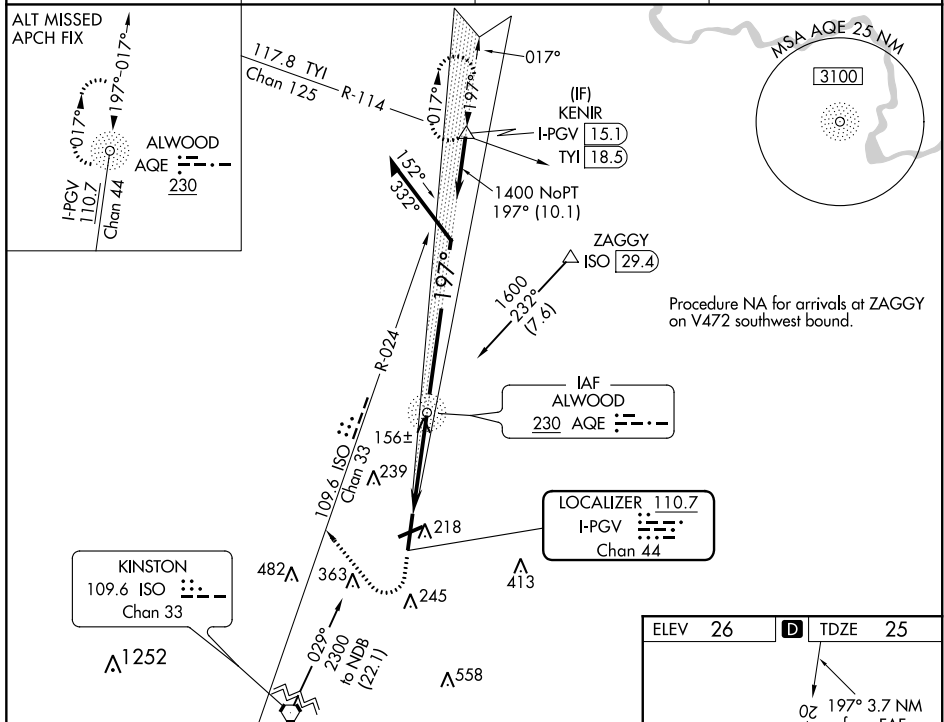 ALT MISSED
APCH FIX
017°
197°
017°
ALWOOD
AQE
230
I-PGV
110.7
Chan 44
117.8 TYI
Chan 125
R-114
017°
197°
017°
(IF)
KENIR
I-PGV 15.1
TYI 18.5
1400 NoPT
197° (10.1)
152°
332°
197°
ZAGGY
ISO 29.4
1600
232°
(7.6)
MSA AQE 25 NM
3100
Procedure NA for arrivals at ZAGGY
on V472 southwest bound.
R-024
109.6 ISO
Chan 33
IAF
ALWOOD
230 AQE
156±
239
218
LOCALIZER 110.7
I-PGV
Chan 44
482
363
245
413
KINSTON
109.6 ISO
Chan 33
1252
029°
2300
to NDB
(22.1)
558
ELEV 26
D
TDZE 25
197° 3.7 NM